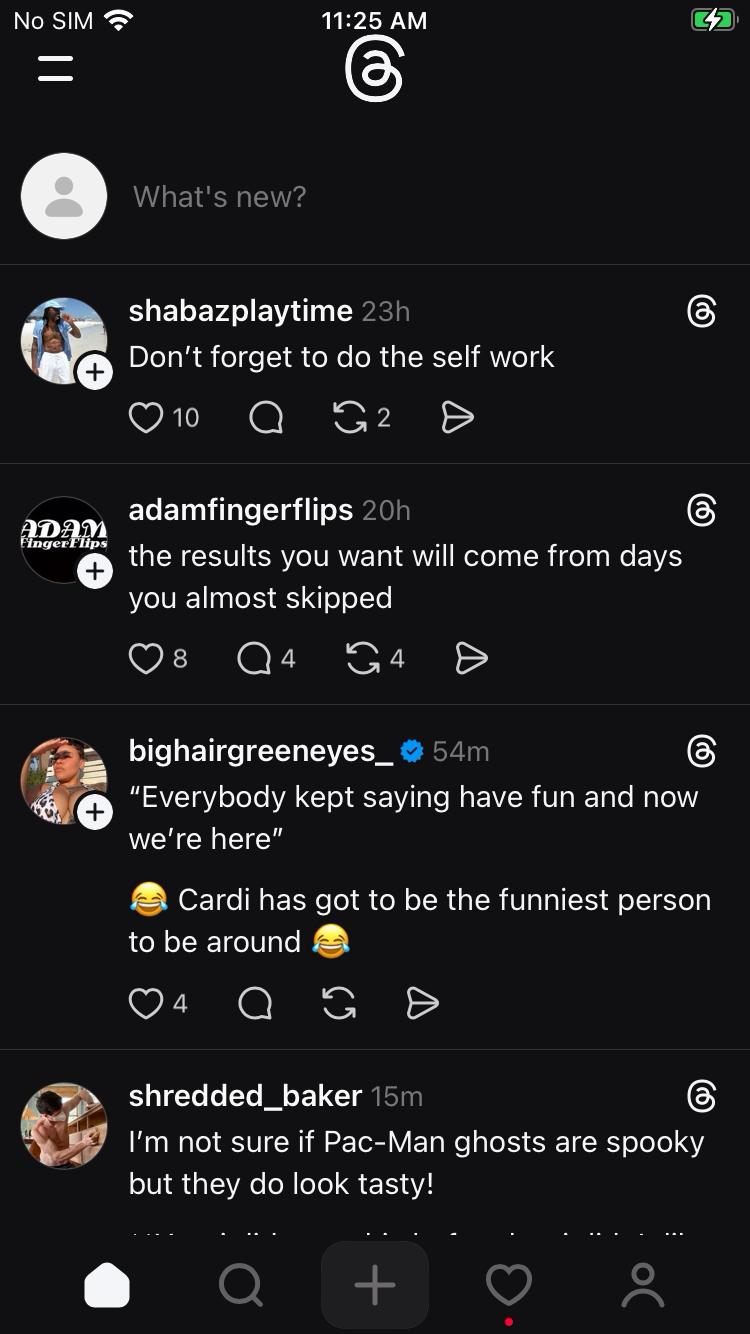 No SIM 11:25 AM
What's new?
shabazplaytime 23h
Don’t forget to do the self work
10 2
adamfingerflips 20h
ADAM
FingerFlips
the results you want will come from days
you almost skipped
8 4 4
bighairgreeneyes_ 54m
“Everybody kept saying have fun and now
we’re here”
😂 Cardi has got to be the funniest person
to be around 😂
4
shredded_baker 15m
I’m not sure if Pac-Man ghosts are spooky
but they do look tasty!